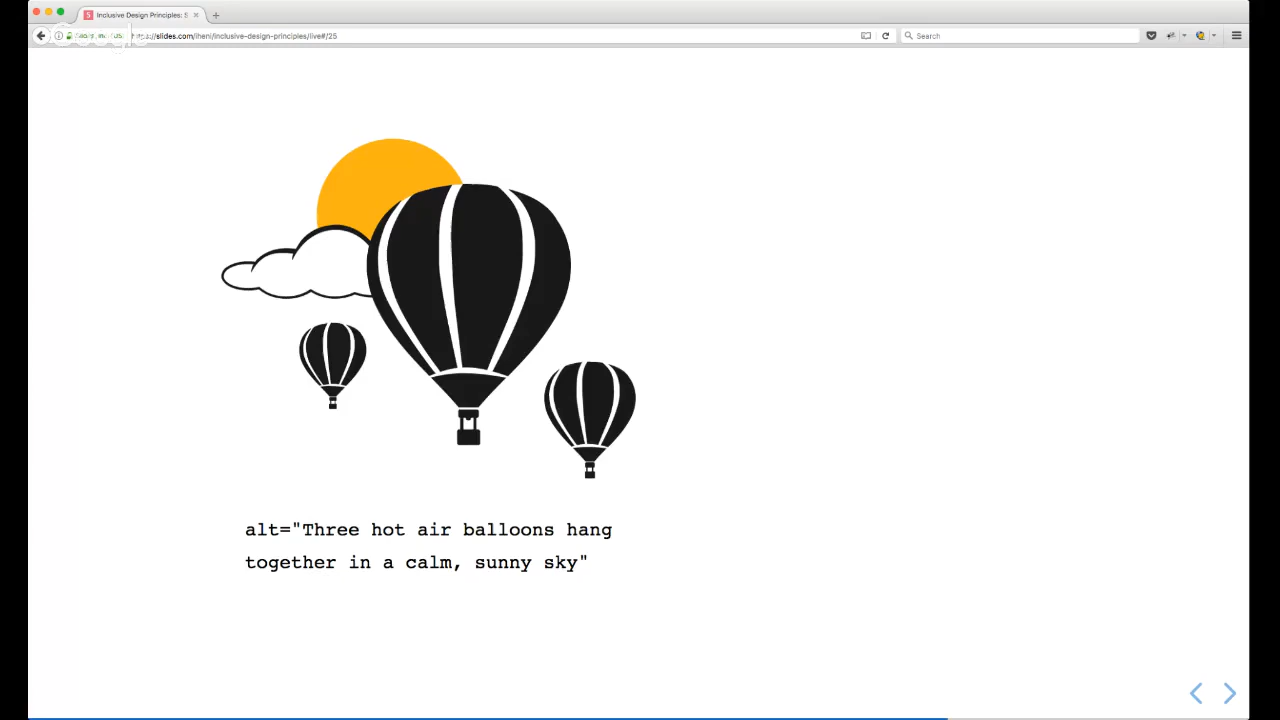 Inclusive Design Principles: S
https://slides.com/iheni/inclusive-design-principles/live#/25
Search
alt="Three hot air balloons hang
together in a calm, sunny sky"